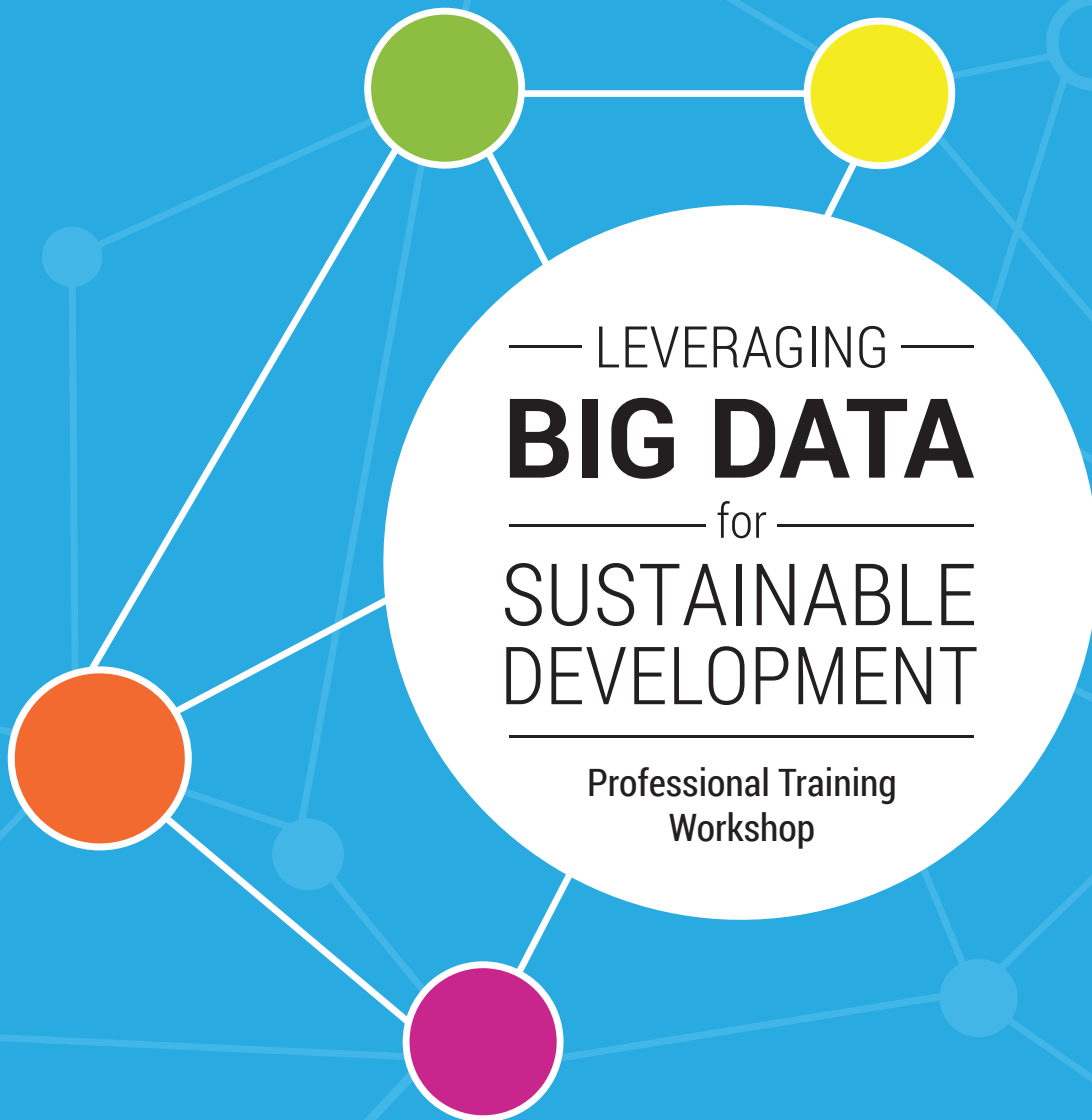 LEVERAGING
BIG DATA
for
SUSTAINABLE
DEVELOPMENT
Professional Training
Workshop